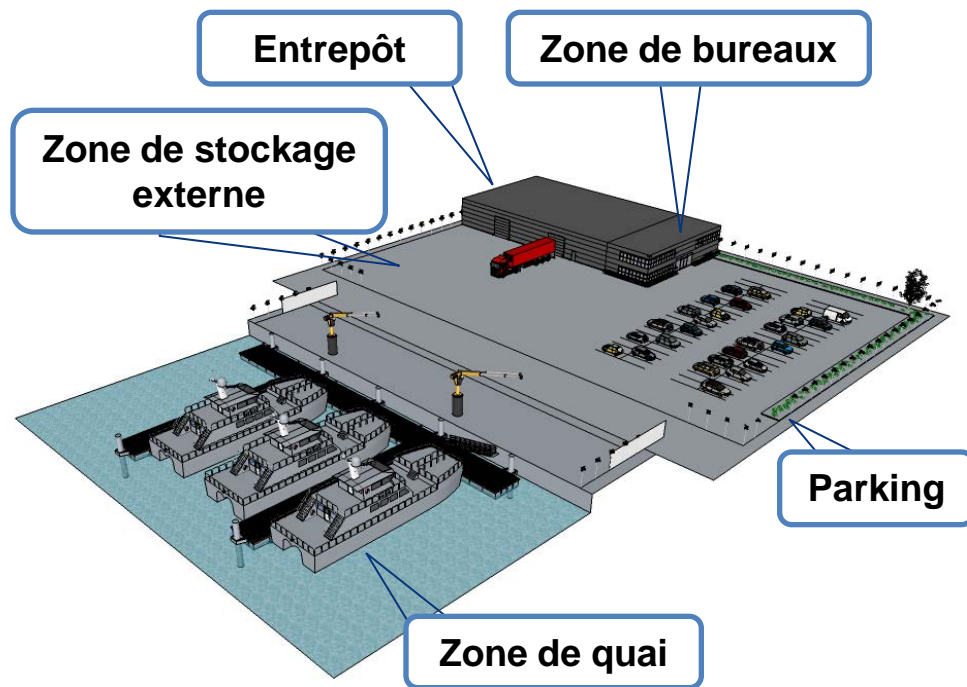 Entrepôt
Zone de bureaux
Zone de stockage
externe
Parking
Zone de quai